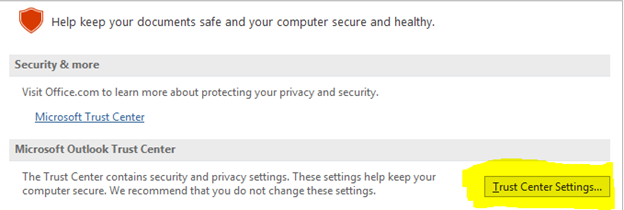 Help keep your documents safe and your computer secure and healthy.
Security & more
Visit Office.com to learn more about protecting your privacy and security.
Microsoft Trust Center
Microsoft Outlook Trust Center
The Trust Center contains security and privacy settings. These settings help keep your
computer secure. We recommend that you do not change these settings.
Trust Center Settings...